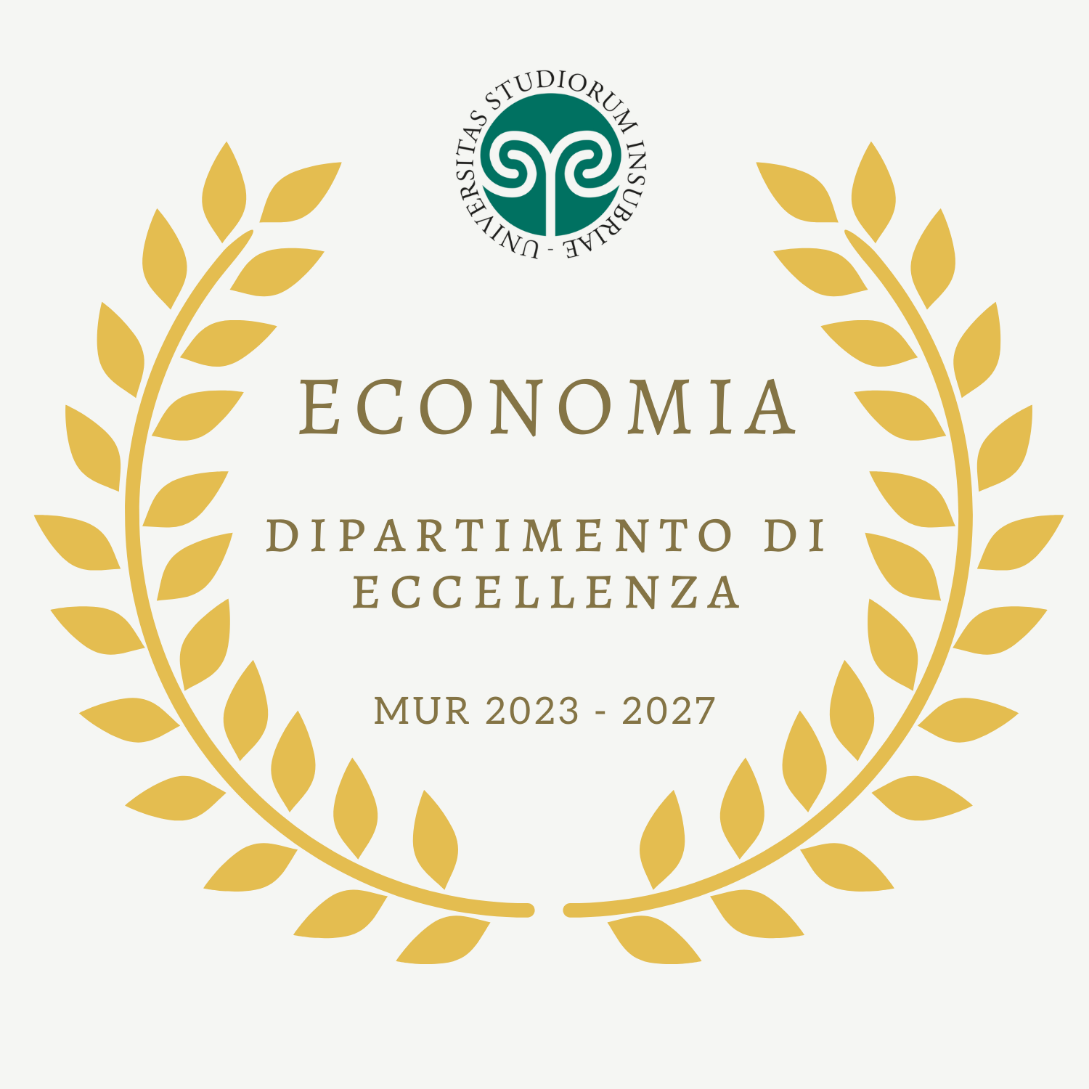 UNIVERSITAS STUDIORUM INSUBRIAE -
ECONOMIA
DIPARTIMENTO DI
ECCELLENZA
MUR 2023 - 2027